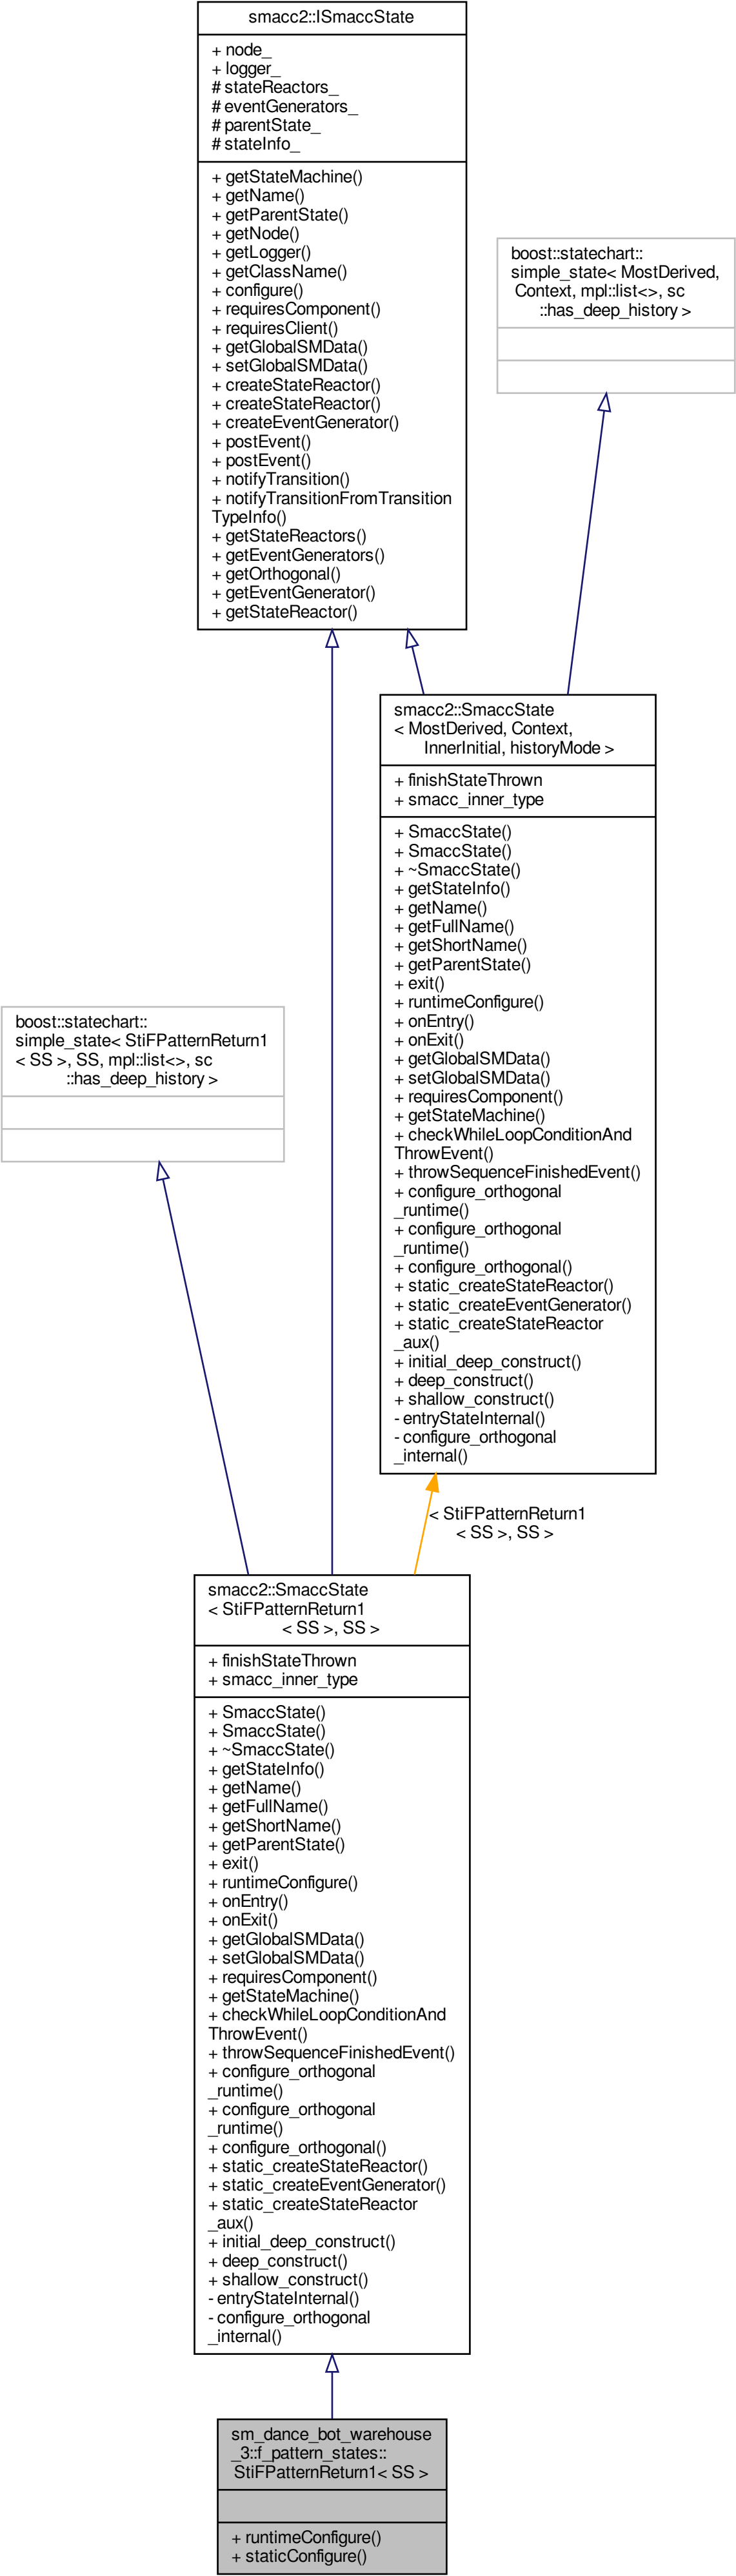 smacc2::ISmaccState
+ node_
+ logger_
# stateReactors_
# eventGenerators_
# parentState_
# stateInfo_
+ getStateMachine()
+ getName()
+ getParentState()
+ getNode()
+ getLogger()
+ getClassName()
+ configure()
+ requiresComponent()
+ requiresClient()
+ getGlobalSMData()
+ setGlobalSMData()
+ createStateReactor()
+ createStateReactor()
+ createEventGenerator()
+ postEvent()
+ postEvent()
+ notifyTransition()
+ notifyTransitionFromTransition
TypeInfo()
+ getStateReactors()
+ getEventGenerators()
+ getOrthogonal()
+ getEventGenerator()
+ getStateReactor()
boost::statechart::
simple_state< MostDerived,
Context, mpl::list<>, sc
::has_deep_history >
smacc2::SmaccState
< MostDerived, Context,
InnerInitial, historyMode >
+ finishStateThrown
+ smacc_inner_type
+ SmaccState()
+ SmaccState()
+ ~SmaccState()
+ getStateInfo()
+ getName()
+ getFullName()
+ getShortName()
+ getParentState()
+ exit()
+ runtimeConfigure()
+ onEntry()
+ onExit()
+ getGlobalSMData()
+ setGlobalSMData()
+ requiresComponent()
+ getStateMachine()
+ checkWhileLoopConditionAnd
ThrowEvent()
+ throwSequenceFinishedEvent()
+ configure_orthogonal
_runtime()
+ configure_orthogonal
_runtime()
+ configure_orthogonal()
+ static_createStateReactor()
+ static_createEventGenerator()
+ static_createStateReactor
_aux()
+ initial_deep_construct()
+ deep_construct()
+ shallow_construct()
- entryStateInternal()
- configure_orthogonal
_internal()
boost::statechart::
simple_state< StiFPatternReturn1
< SS >, SS, mpl::list<>, sc
::has_deep_history >
< StiFPatternReturn1
< SS >, SS >
smacc2::SmaccState
< StiFPatternReturn1
< SS >, SS >
+ finishStateThrown
+ smacc_inner_type
+ SmaccState()
+ SmaccState()
+ ~SmaccState()
+ getStateInfo()
+ getName()
+ getFullName()
+ getShortName()
+ getParentState()
+ exit()
+ runtimeConfigure()
+ onEntry()
+ onExit()
+ getGlobalSMData()
+ setGlobalSMData()
+ requiresComponent()
+ getStateMachine()
+ checkWhileLoopConditionAnd
ThrowEvent()
+ throwSequenceFinishedEvent()
+ configure_orthogonal
_runtime()
+ configure_orthogonal
_runtime()
+ configure_orthogonal()
+ static_createStateReactor()
+ static_createEventGenerator()
+ static_createStateReactor
_aux()
+ initial_deep_construct()
+ deep_construct()
+ shallow_construct()
- entryStateInternal()
- configure_orthogonal
_internal()
sm_dance_bot_warehouse
_3::f_pattern_states::
StiFPatternReturn1< SS >
+ runtimeConfigure()
+ staticConfigure()